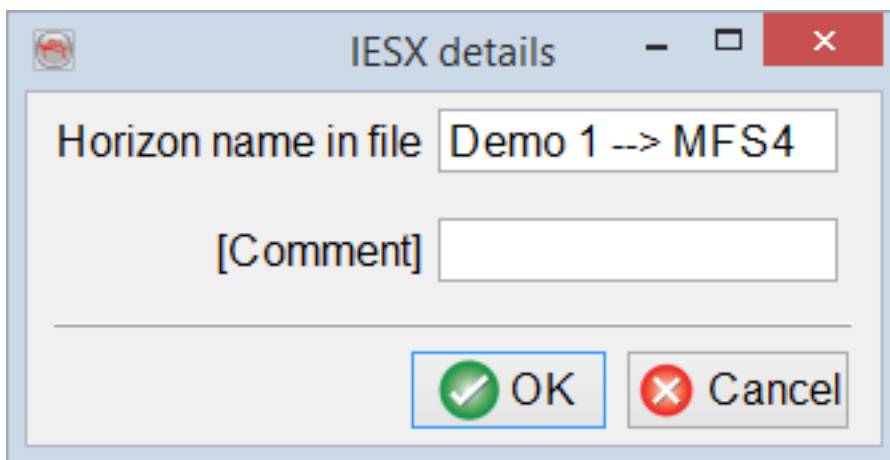 IESX details
Horizon name in file Demo 1 --> MFS4
[Comment]
OK Cancel